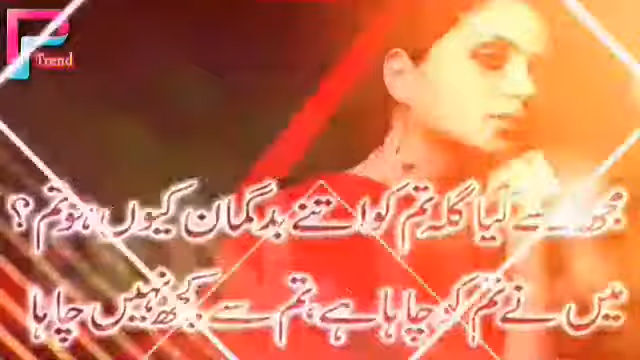 Trend
مجھ سے کیا گلہ تم کو اتنے بدگمان کیوں ہو تم ؟
میں نے تم کو چاہا ہے تم سے کچھ نہیں چاہا